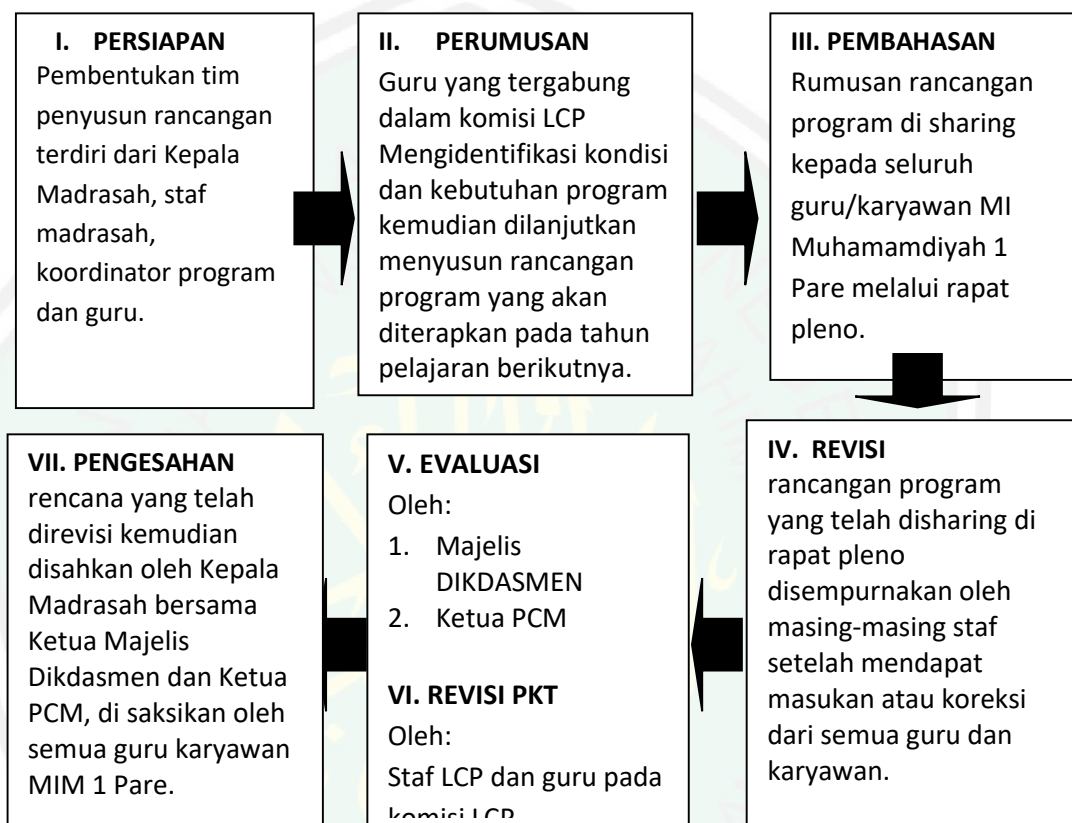 I. PERSIAPAN
Pembentukan tim
penyusun rancangan
terdiri dari Kepala
Madrasah, staf
madrasah,
koordinator program
dan guru.
II. PERUMUSAN
Guru yang tergabung
dalam komisi LCP
Mengidentifikasi kondisi
dan kebutuhan program
kemudian dilanjutkan
menyusun rancangan
program yang akan
diterapkan pada tahun
pelajaran berikutnya.
III. PEMBAHASAN
Rumusan rancangan
program di sharing
kepada seluruh
guru/karyawan MI
Muhamamdiyah 1
Pare melalui rapat
pleno.
IV. REVISI
rancangan program
yang telah disharing di
rapat pleno
disempurnakan oleh
masing-masing staf
setelah mendapat
masukan atau koreksi
dari semua guru dan
karyawan.
V. EVALUASI
Oleh:
1. Majelis
DIKDASMEN
2. Ketua PCM
VI. REVISI PKT
Oleh:
Staf LCP dan guru pada
komisi LCP
VII. PENGESAHAN
rencana yang telah
direvisi kemudian
disahkan oleh Kepala
Madrasah bersama
Ketua Majelis
Dikdasmen dan Ketua
PCM, di saksikan oleh
semua guru karyawan
MIM 1 Pare.